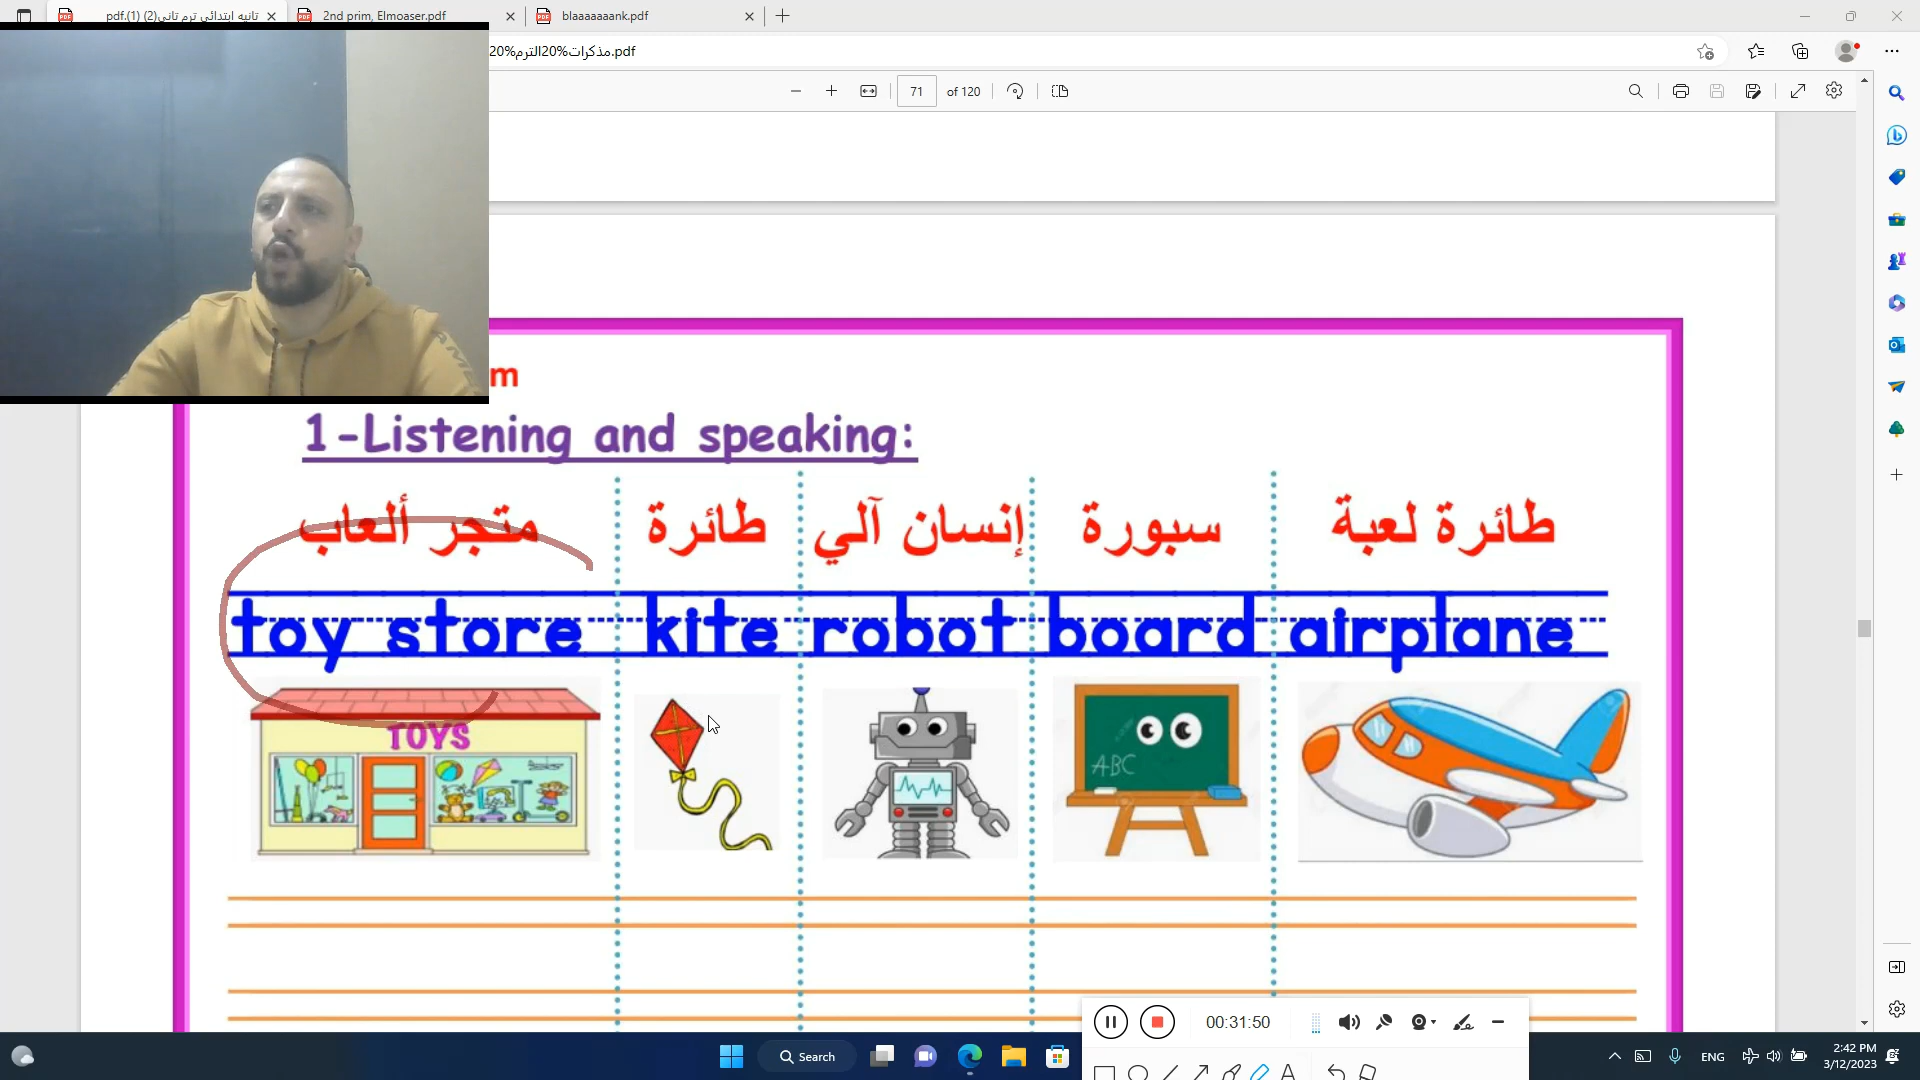 تانيه ابتدائي ترم تاني(2) (1).pdf
2nd prim, Elmoaser.pdf
blaaaaaaank.pdf
20%مذكرات%20الترم.pdf
71 of 120
m
1-Listening and speaking:
متجر ألعاب طائرة إنسان آلي سبورة طائرة لعبة
toy store kite robot board airplane
TOYS
ABC
00:31:50
Search
ENG
2:42 PM
3/12/2023